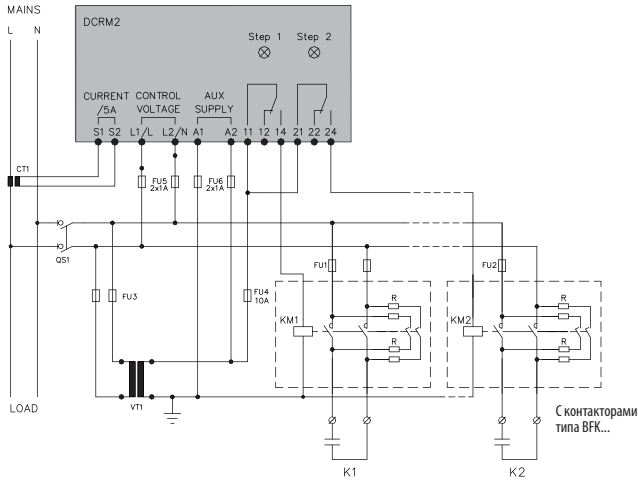 MAINS
L N
DCRM2
Step 1 Step 2
CURRENT CONTROL AUX
/5A VOLTAGE SUPPLY
S1 S2 L1/L L2/N A1 A2 11 12 14 21 22 24
CT1
FU5
2x1A
FU6
2x1A
QS1
FU1
FU2
FU3
FU4
10A
R
R
KM1
KM2
R
R
VT1
LOAD
С контакторами
типа BFK...
K1 K2